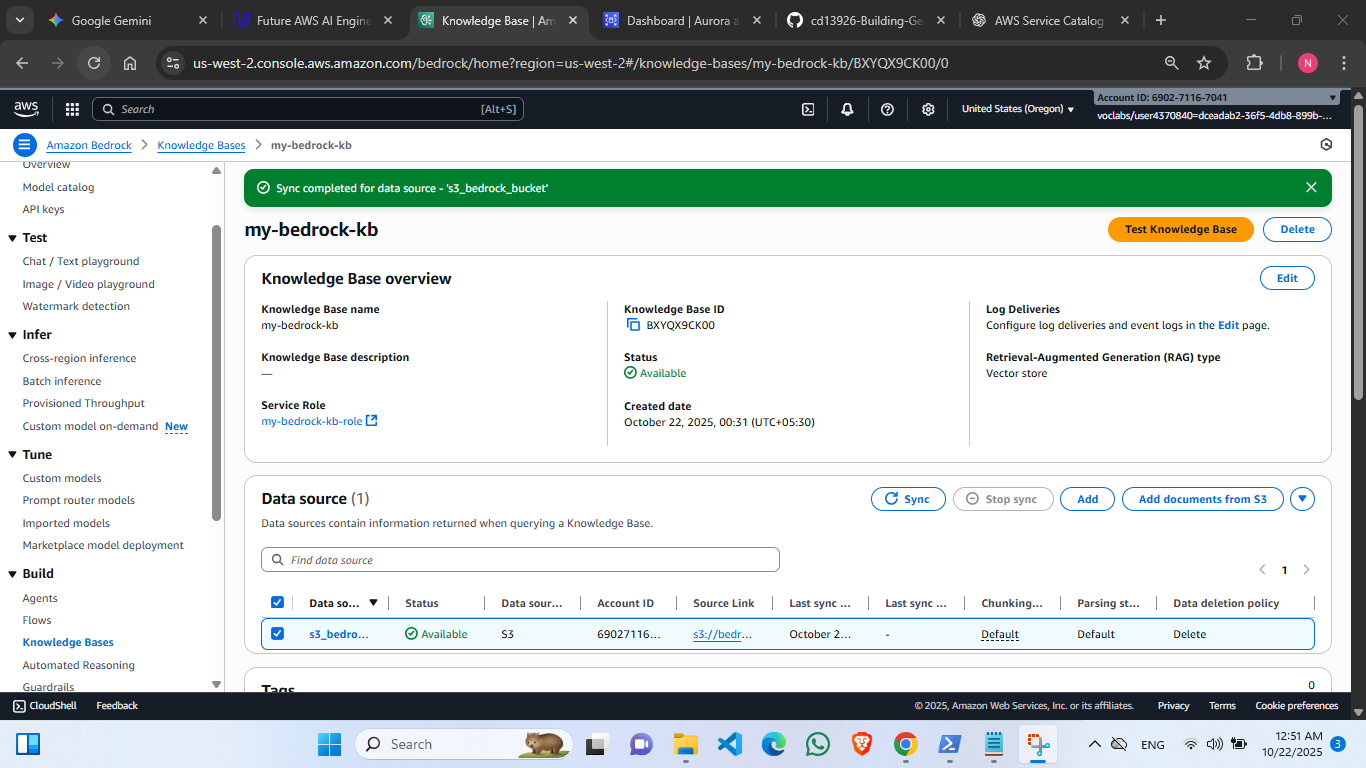 Google Gemini
Future AWS AI Engine
Knowledge Base | Am
Dashboard | Aurora a
cd13926-Building-Ge
AWS Service Catalog
us-west-2.console.aws.amazon.com/bedrock/home?region=us-west-2#/knowledge-bases/my-bedrock-kb/BXYQX9CK00/0
N
aws
Search
[Alt+S]
United States (Oregon)
Account ID: 6902-7116-7041
voclabs/user4370840=dceadab2-36f5-4db8-899b-...
Amazon Bedrock
Knowledge Bases
my-bedrock-kb
Overview
Model catalog
API keys
Test
Chat / Text playground
Image / Video playground
Watermark detection
Infer
Cross-region inference
Batch inference
Provisioned Throughput
Custom model on-demand New
Tune
Custom models
Prompt router models
Imported models
Marketplace model deployment
Build
Agents
Flows
Knowledge Bases
Automated Reasoning
Guardrails
Sync completed for data source - 's3_bedrock_bucket'
my-bedrock-kb
Test Knowledge Base
Delete
Knowledge Base overview
Edit
Knowledge Base name
my-bedrock-kb
Knowledge Base description
—
Service Role
my-bedrock-kb-role
Knowledge Base ID
BXYQX9CK00
Status
Available
Created date
October 22, 2025, 00:31 (UTC+05:30)
Log Deliveries
Configure log deliveries and event logs in the Edit page.
Retrieval-Augmented Generation (RAG) type
Vector store
Data source (1)
Sync
Stop sync
Add
Add documents from S3
Data sources contain information returned when querying a Knowledge Base.
Find data source
1
Data so... Status Data sour... Account ID Source Link Last sync ... Last sync ... Chunking... Parsing st... Data deletion policy
s3_bedro... Available S3 69027116... s3://bedr... October 2... - Default Default Delete
Tags
0
CloudShell
Feedback
© 2025, Amazon Web Services, Inc. or its affiliates.
Privacy
Terms
Cookie preferences
Search
ENG
12:51 AM
10/22/2025
3